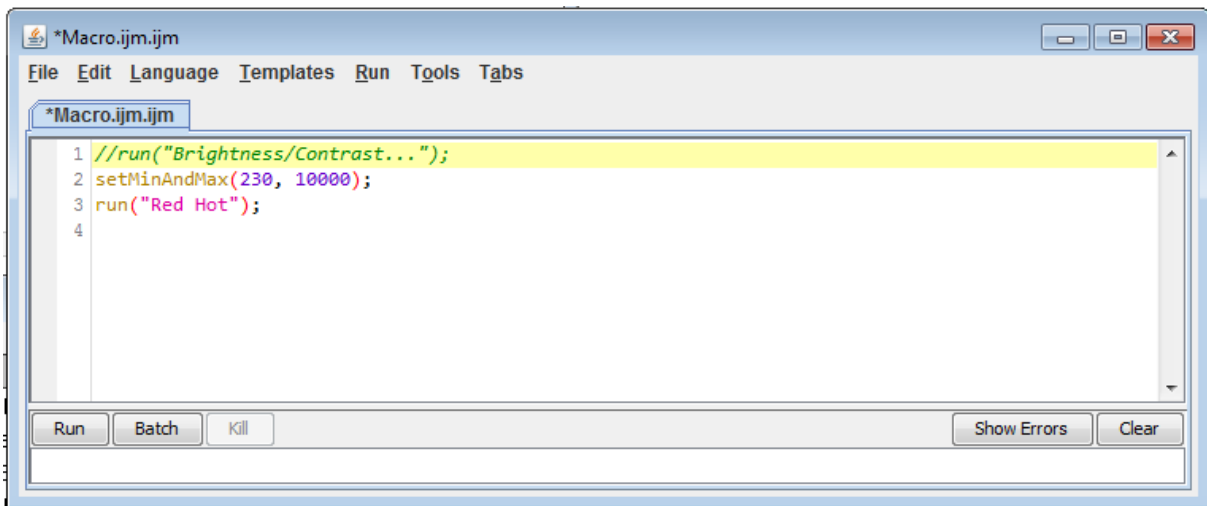 *Macro.ijm.ijm
File Edit Language Templates Run Tools Tabs
*Macro.ijm.ijm
1 //run("Brightness/Contrast...");
2 setMinAndMax(230, 10000);
3 run("Red Hot");
4
Run Batch Kill Show Errors Clear